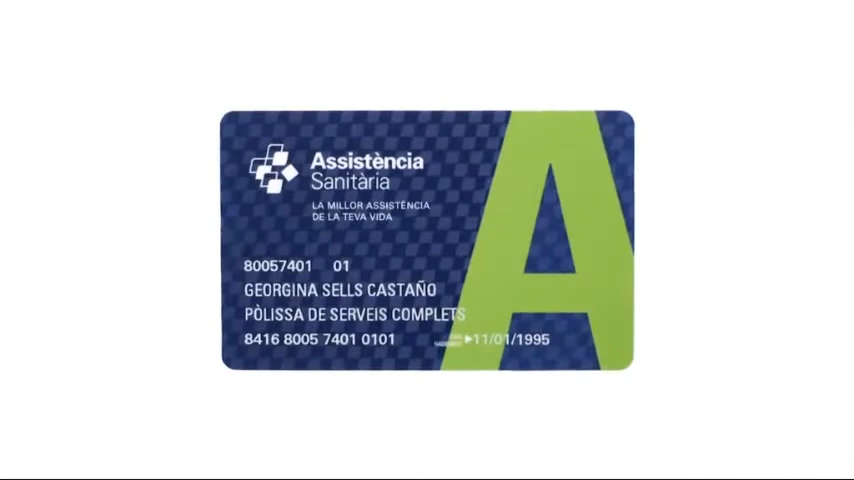 Assistència
Sanitària
LA MILLOR ASSISTÈNCIA
DE LA TEVA VIDA
80057401 01
GEORGINA SELLS CASTAÑO
PÒLISSA DE SERVEIS COMPLETS
8416 8005 7401 0101 11/01/1995
A